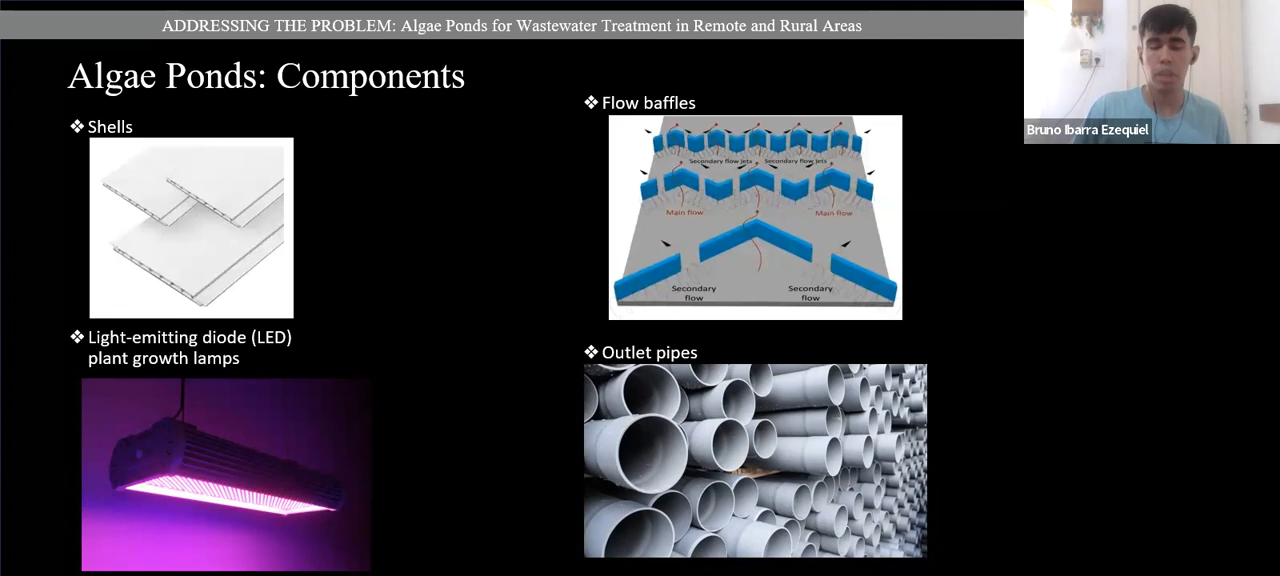 ADDRESSING THE PROBLEM: Algae Ponds for Wastewater Treatment in Remote and Rural Areas
Algae Ponds: Components
❖ Shells
❖ Flow baffles
Secondary flow jets Secondary flow jets
Main flow Main flow
Secondary
flow
Secondary
flow
❖ Light-emitting diode (LED)
plant growth lamps
❖ Outlet pipes
Bruno Ibarra Ezequiel